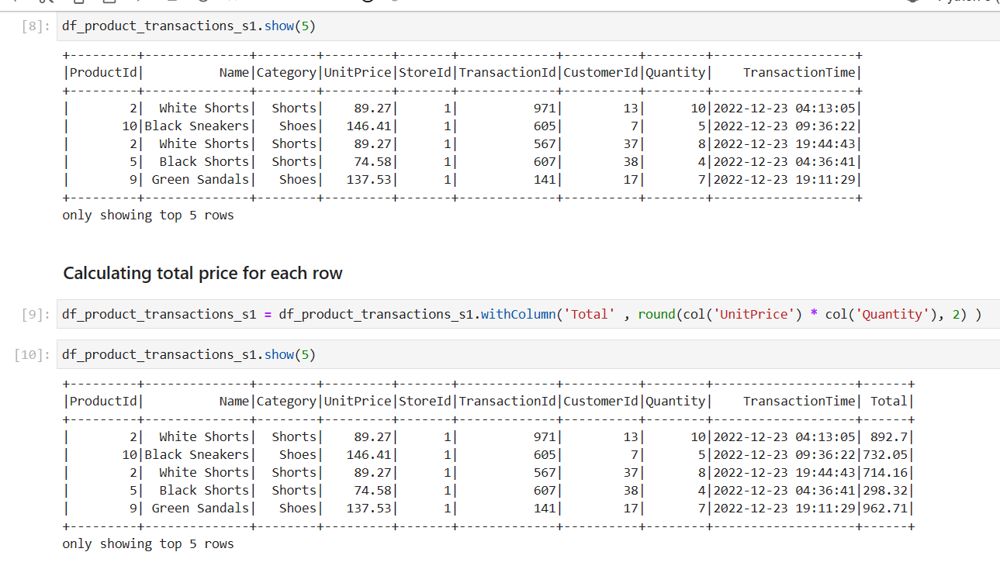 [8]: df_product_transactions_s1.show(5)
+---------+--------------+--------+---------+-------+-------------+----------+--------+-------------------+
|ProductId|          Name|Category|UnitPrice|StoreId|TransactionId|CustomerId|Quantity|    TransactionTime|
+---------+--------------+--------+---------+-------+-------------+----------+--------+-------------------+
|        2|  White Shorts|  Shorts|    89.27|      1|          971|        13|      10|2022-12-23 04:13:05|
|       10|Black Sneakers|   Shoes|   146.41|      1|          605|         7|       5|2022-12-23 09:36:22|
|        2|  White Shorts|  Shorts|    89.27|      1|          567|        37|       8|2022-12-23 19:44:43|
|        5|  Black Shorts|  Shorts|    74.58|      1|          607|        38|       4|2022-12-23 04:36:41|
|        9| Green Sandals|   Shoes|   137.53|      1|          141|        17|       7|2022-12-23 19:11:29|
+---------+--------------+--------+---------+-------+-------------+----------+--------+-------------------+
only showing top 5 rows
Calculating total price for each row
[9]: df_product_transactions_s1 = df_product_transactions_s1.withColumn('Total' , round(col('UnitPrice') * col('Quantity'), 2) )
[10]: df_product_transactions_s1.show(5)
+---------+--------------+--------+---------+-------+-------------+----------+--------+-------------------+------+
|ProductId|          Name|Category|UnitPrice|StoreId|TransactionId|CustomerId|Quantity|    TransactionTime| Total|
+---------+--------------+--------+---------+-------+-------------+----------+--------+-------------------+------+
|        2|  White Shorts|  Shorts|    89.27|      1|          971|        13|      10|2022-12-23 04:13:05| 892.7|
|       10|Black Sneakers|   Shoes|   146.41|      1|          605|         7|       5|2022-12-23 09:36:22|732.05|
|        2|  White Shorts|  Shorts|    89.27|      1|          567|        37|       8|2022-12-23 19:44:43|714.16|
|        5|  Black Shorts|  Shorts|    74.58|      1|          607|        38|       4|2022-12-23 04:36:41|298.32|
|        9| Green Sandals|   Shoes|   137.53|      1|          141|        17|       7|2022-12-23 19:11:29|962.71|
+---------+--------------+--------+---------+-------+-------------+----------+--------+-------------------+------+
only showing top 5 rows